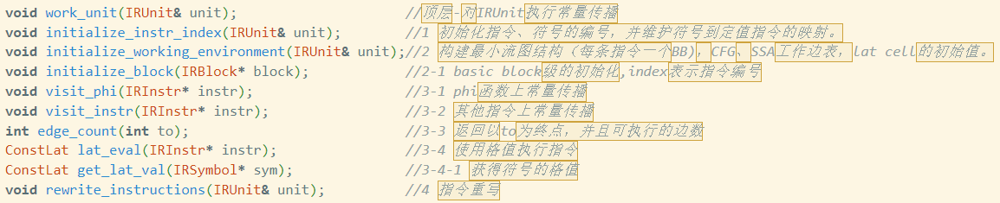 void work_unit(IRUnit& unit); //顶层-对IRUnit执行常量传播
void initialize_instr_index(IRUnit& unit); //1 初始化指令、符号的编号，并维护符号到定值指令的映射。
void initialize_working_environment(IRUnit& unit);//2 构建最小流图结构（每条指令一个BB)，CFG、SSA工作边表，lat cell的初始值。
void initialize_block(IRBlock* block); //2-1 basic block级的初始化,index表示指令编号
void visit_phi(IRInstr* instr); //3-1 phi函数上常量传播
void visit_instr(IRInstr* instr); //3-2 其他指令上常量传播
int edge_count(int to); //3-3 返回以to为终点，并且可执行的边数
ConstLat lat_eval(IRInstr* instr); //3-4 使用格值执行指令
ConstLat get_lat_val(IRSymbol* sym); //3-4-1 获得符号的格值
void rewrite_instructions(IRUnit& unit); //4 指令重写